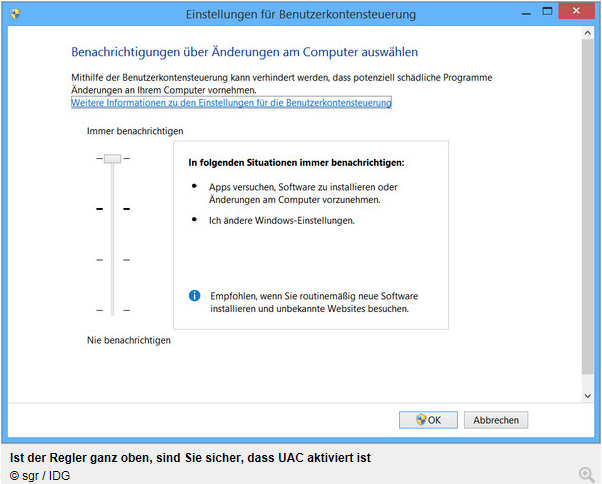 Einstellungen für Benutzerkontensteuerung
Benachrichtigungen über Änderungen am Computer auswählen
Mithilfe der Benutzerkontensteuerung kann verhindert werden, dass potenziell schädliche Programme
Änderungen an Ihrem Computer vornehmen.
Weitere Informationen zu den Einstellungen für die Benutzerkontensteuerung
Immer benachrichtigen
In folgenden Situationen immer benachrichtigen:
Apps versuchen, Software zu installieren oder
Änderungen am Computer vorzunehmen.
Ich ändere Windows-Einstellungen.
Empfohlen, wenn Sie routinemäßig neue Software
installieren und unbekannte Websites besuchen.
Nie benachrichtigen
OK
Abbrechen
Ist der Regler ganz oben, sind Sie sicher, dass UAC aktiviert ist
© sgr / IDG